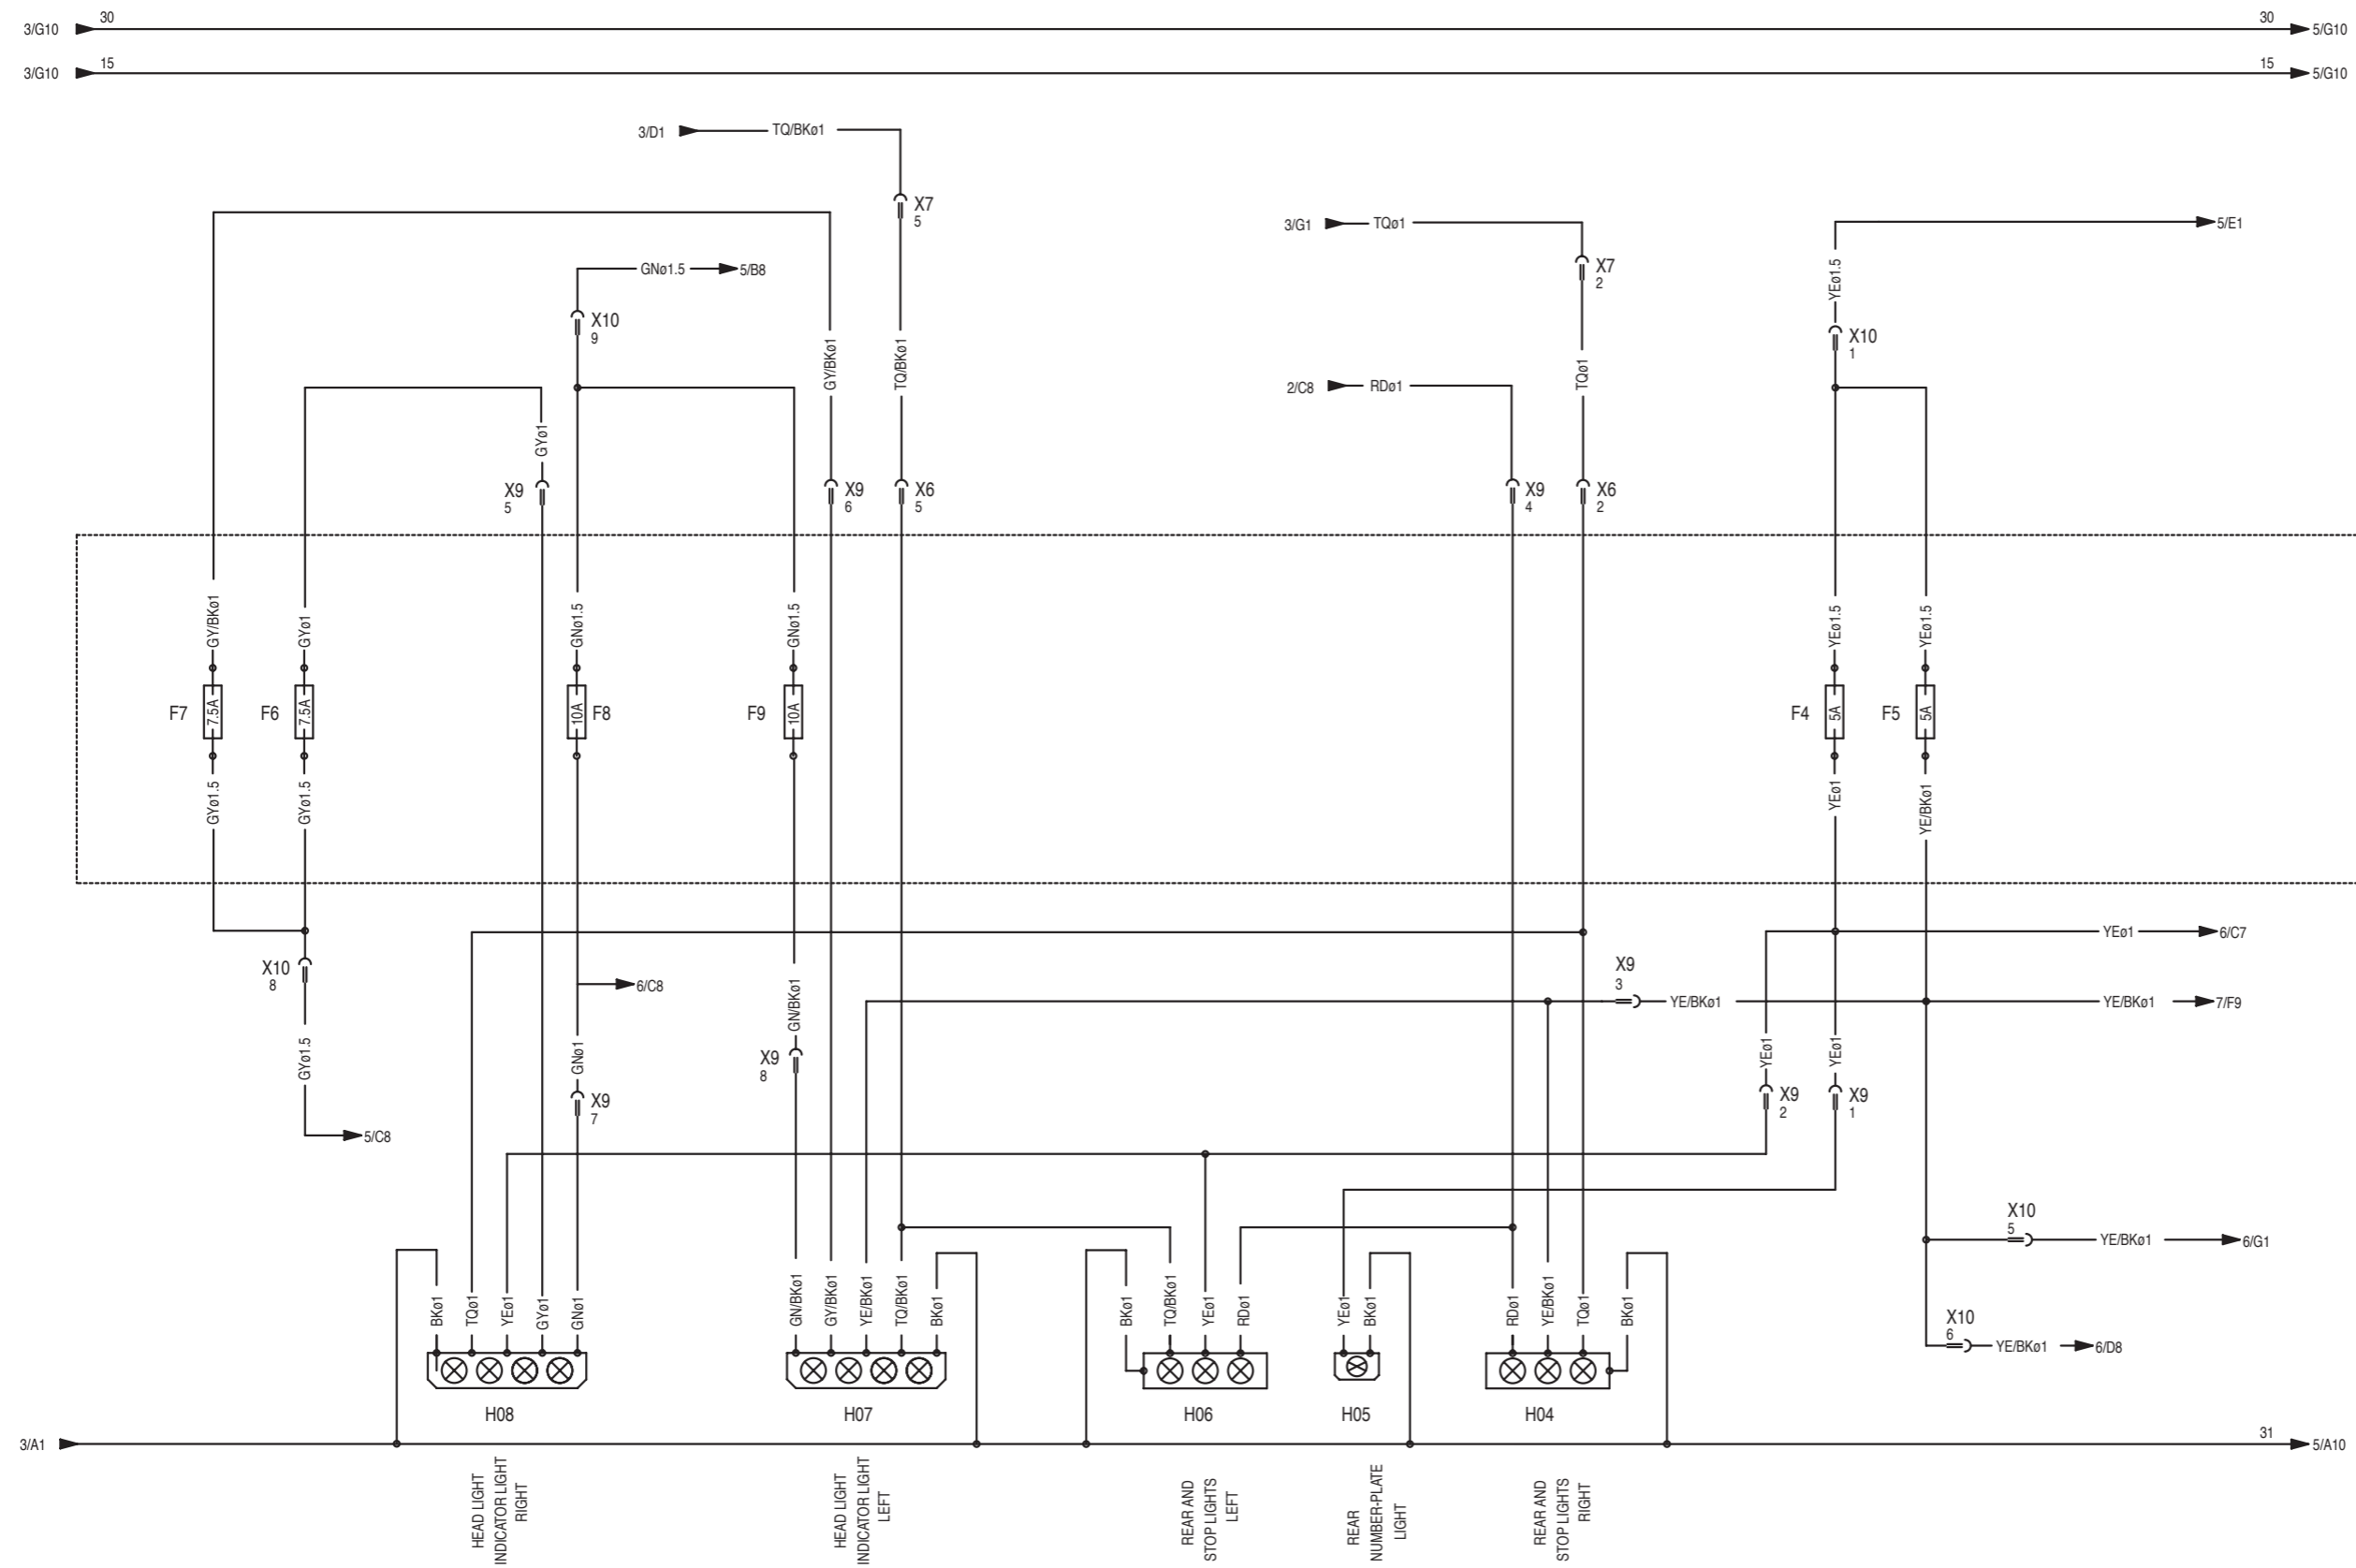 30
30
3/G10
5/G10
15
15
3/G10
5/G10
3/D1
TQ/BKø1
X7
5
3/G1
TQø1
5/E1
GNø1.5
5/B8
X7
2
YEø1.5
X10
9
X10
1
GY/BKø1
TQ/BKø1
TQø1
2/C8
RDø1
GYø1
X9
5
X9
6
X6
5
X9
4
X6
2
GY/BKø1
GYø1
GNø1.5
GNø1.5
YEø1.5
YEø1.5
F7
7.5A
F6
7.5A
10A
F8
F9
10A
F4
5A
F5
5A
GYø1.5
GYø1.5
YEø1
YE/BKø1
YEø1
6/C7
X10
8
X9
3
6/C8
GN/BKø1
YE/BKø1
YE/BKø1
7/F9
GYø1.5
GNø1
X9
8
YEø1
YEø1
X9
7
X9
2
X9
1
5/C8
X10
5
YE/BKø1
6/G1
BKø1
TQø1
YEø1
GYø1
GNø1
GN/BKø1
GY/BKø1
YE/BKø1
TQ/BKø1
BKø1
BKø1
TQ/BKø1
YEø1
RDø1
YEø1
BKø1
RDø1
YE/BKø1
TQø1
BKø1
X10
6
YE/BKø1
6/D8
H08
H07
H06
H05
H04
3/A1
31
5/A10
HEAD LIGHT
INDICATOR LIGHT
RIGHT
HEAD LIGHT
INDICATOR LIGHT
LEFT
REAR AND
STOP LIGHTS
LEFT
REAR
NUMBER-PLATE
LIGHT
REAR AND
STOP LIGHTS
RIGHT